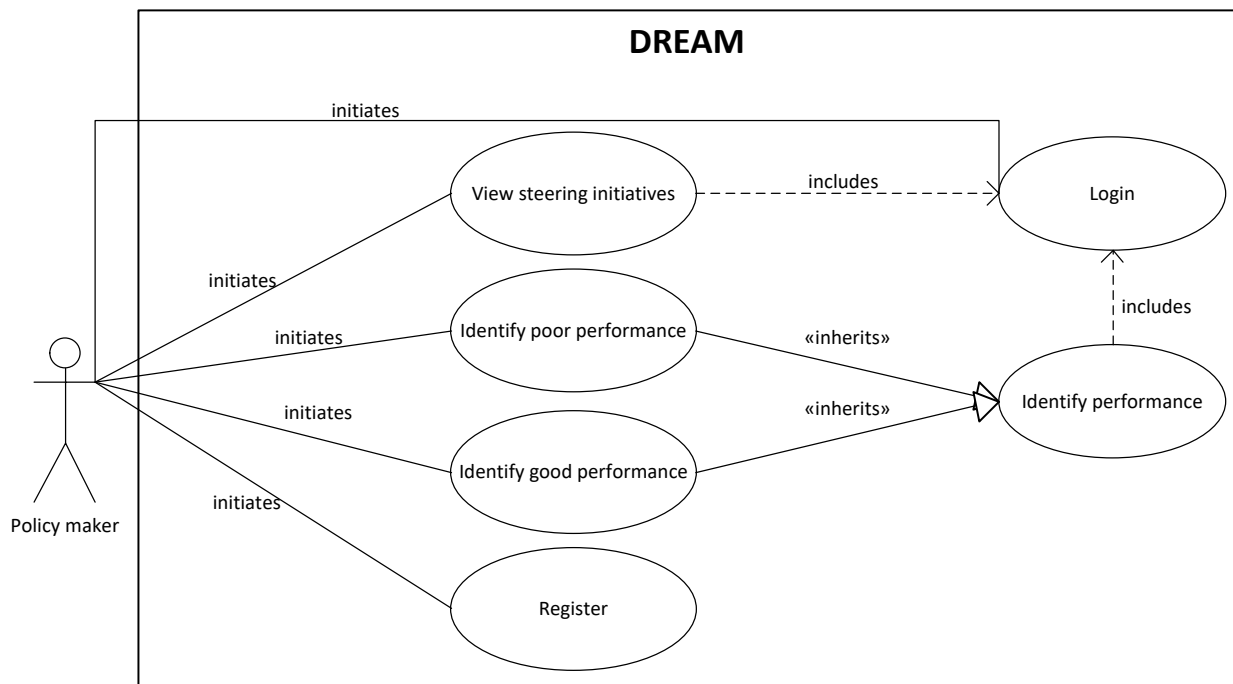 DREAM
initiates
View steering initiatives
includes
Login
initiates
Identify poor performance
initiates
«inherits»
includes
Identify performance
«inherits»
initiates
Identify good performance
initiates
Policy maker
Register